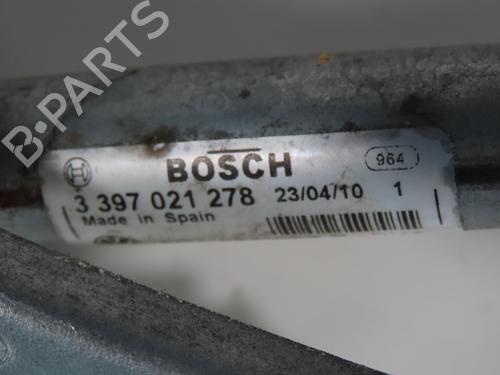 B-PARTS
BOSCH
964
3 397 021 278 23/04/10 1
Made in Spain